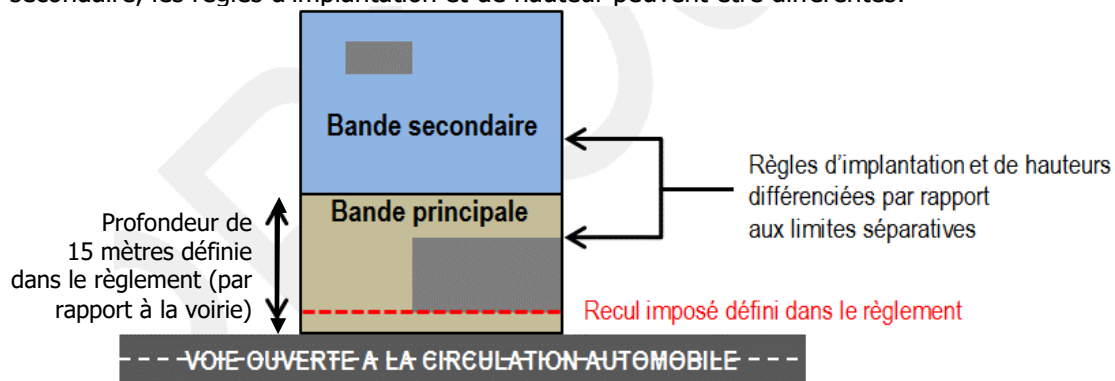 secondaire, les règles d'implantation et de hauteur peuvent être différentes.
Bande secondaire
Règles d'implantation et de hauteurs
différenciées par rapport
aux limites séparatives
Bande principale
Profondeur de
15 mètres définie
dans le règlement (par
rapport à la voirie)
Recul imposé défini dans le règlement
VOIE OUVERTE A LA CIRCULATION AUTOMOBILE